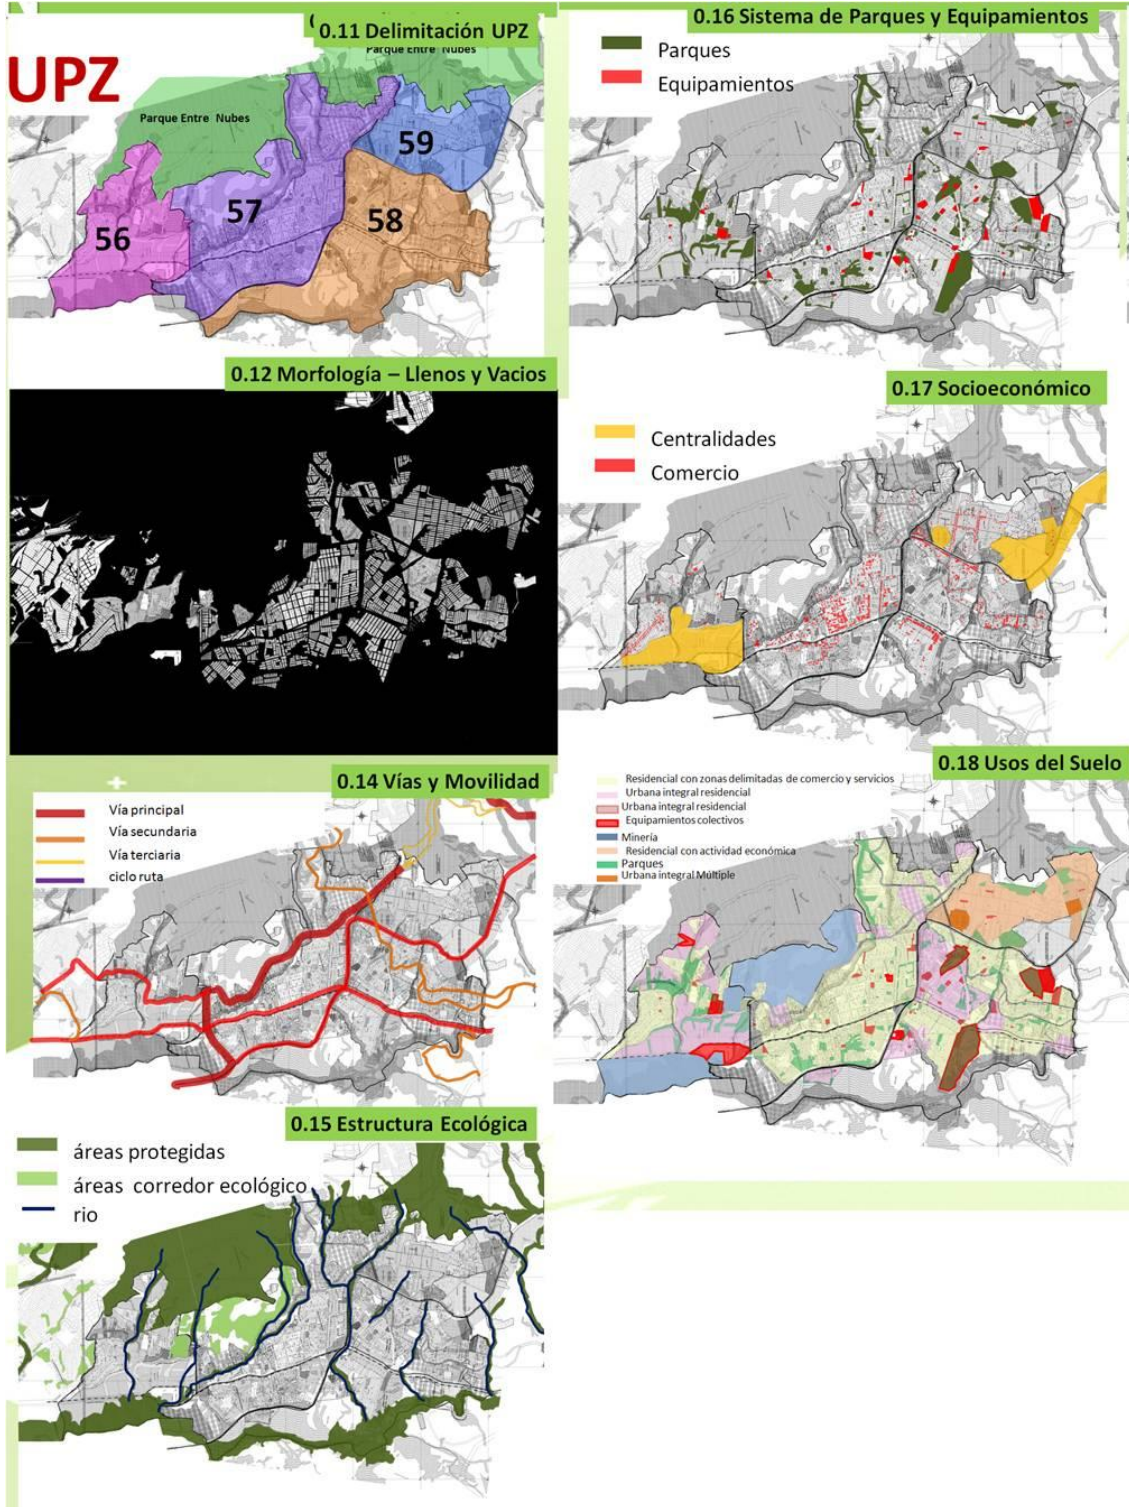 0.11 Delimitación UPZ
Parque Entre Nubes
UPZ
Parque Entre Nubes
59
57
58
56
0.12 Morfología – Llenos y Vacios
0.14 Vías y Movilidad
Vía principal
Vía secundaria
Vía terciaria
ciclo ruta
0.15 Estructura Ecológica
áreas protegidas
áreas corredor ecológico
rio
0.16 Sistema de Parques y Equipamientos
Parques
Equipamientos
0.17 Socioeconómico
Centralidades
Comercio
0.18 Usos del Suelo
Residencial con zonas delimitadas de comercio y servicios
Urbana integral residencial
Urbana integral residencial
Equipamientos colectivos
Minería
Residencial con actividad económica
Parques
Urbana integral Múltiple